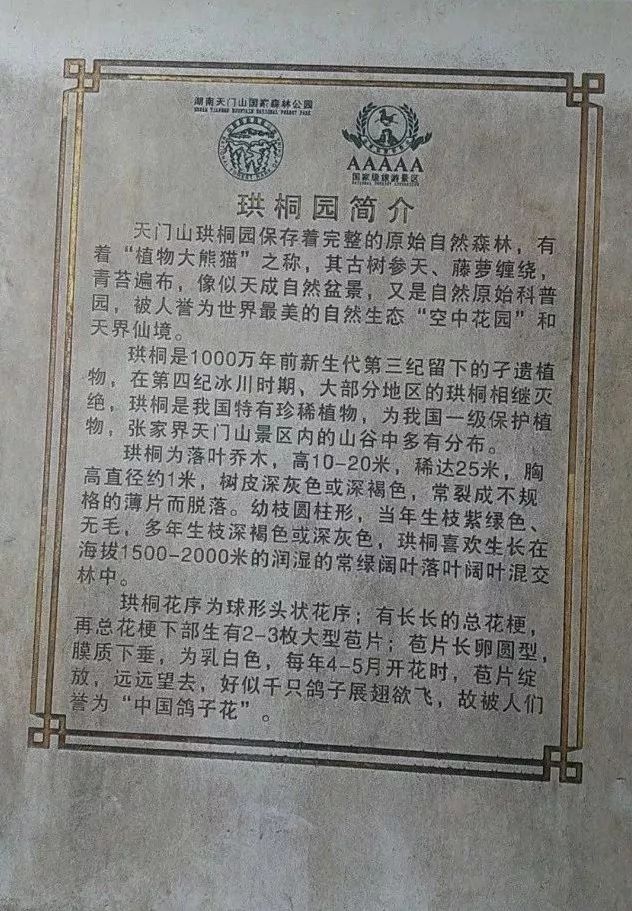 湖南天门山国家森林公园
HUNAN TIANMEN MOUNTAIN NATIONAL FOREST PARK
AAAAA
国家级旅游景区
珙桐园简介
天门山珙桐园保存着完整的原始自然森林，有
着“植物大熊猫”之称，其古树参天、藤萝缠绕，
青苔遍布，像似天成自然盆景，又是自然原始科普
园，被人誉为世界最美的自然生态“空中花园”和
天界仙境。
珙桐是1000万年前新生代第三纪留下的孑遗植
物，在第四纪冰川时期、大部分地区的珙桐相继灭
绝，珙桐是我国特有珍稀植物，为我国一级保护植
物，张家界天门山景区内的山谷中多有分布。
珙桐为落叶乔木，高10-20米，稀达25米，胸
高直径约1米，树皮深灰色或深褐色，常裂成不规
格的薄片而脱落。幼枝圆柱形，当年生枝紫绿色、
无毛，多年生枝深褐色或深灰色，珙桐喜欢生长在
海拔1500-2000米的润湿的常绿阔叶落叶阔叶混交
林中。
珙桐花序为球形头状花序；有长长的总花梗，
再总花梗下部生有2-3枚大型苞片；苞片长卵圆型，
膜质下垂，为乳白色，每年4-5月开花时，苞片绽
放，远远望去，好似千只鸽子展翅欲飞，故被人们
誉为“中国鸽子花”。